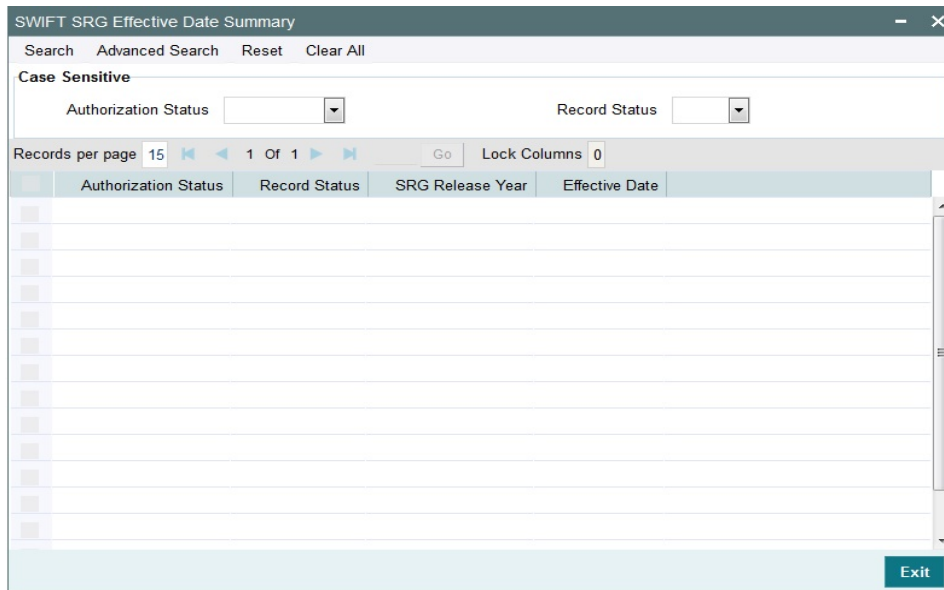 SWIFT SRG Effective Date Summary
Search Advanced Search Reset Clear All
Case Sensitive
Authorization Status Record Status
Records per page 15 1 Of 1 Go Lock Columns 0
Authorization Status Record Status SRG Release Year Effective Date
Exit